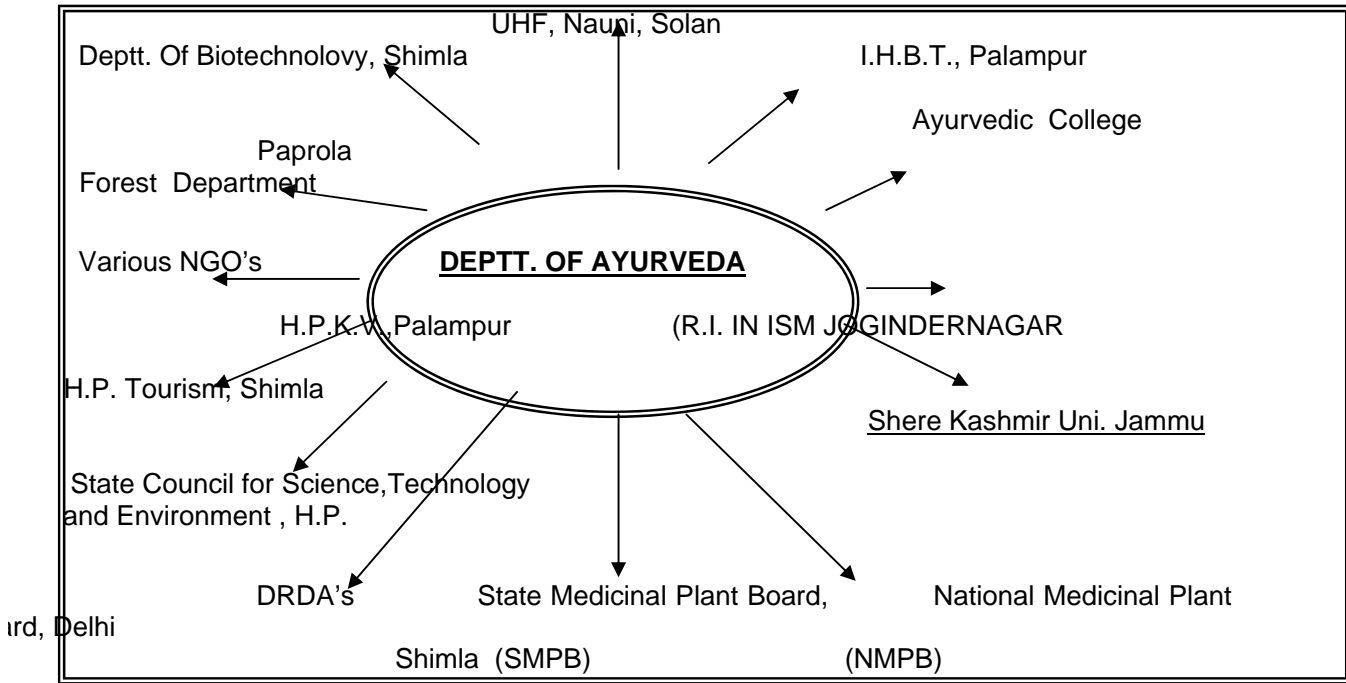 UHF, Nauni, Solan
Deptt. Of Biotechnolovy, Shimla I.H.B.T., Palampur
Ayurvedic College
Paprola
Forest Department
Various NGO's DEPTT. OF AYURVEDA
H.P.K.V.,Palampur (R.I. IN ISM JOGINDERNAGAR
H.P. Tourism, Shimla
Shere Kashmir Uni. Jammu
State Council for Science,Technology
and Environment , H.P.
DRDA's State Medicinal Plant Board, National Medicinal Plant
Delhi
Shimla (SMPB) (NMPB)